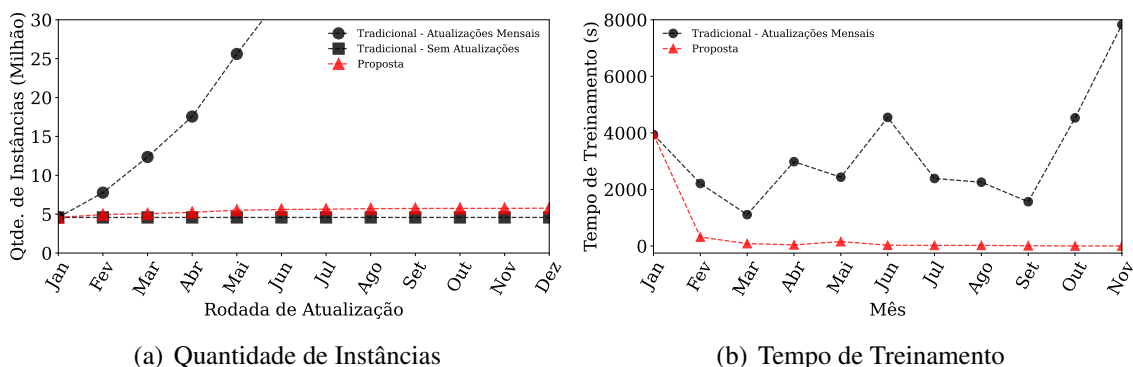 30
25
20
15
10
5
0
Qtde. de Instâncias (Milhão)
Tradicional - Atualizações Mensais
Tradicional - Sem Atualizações
Proposta
Jan
Fev
Mar
Abr
Mai
Jun
Jul
Ago
Set
Out
Nov
Dez
Rodada de Atualização
(a) Quantidade de Instâncias
8000
6000
4000
2000
0
Tempo de Treinamento (s)
Tradicional - Atualizações Mensais
Proposta
Jan
Fev
Mar
Abr
Mai
Jun
Jul
Ago
Set
Out
Nov
Mês
(b) Tempo de Treinamento